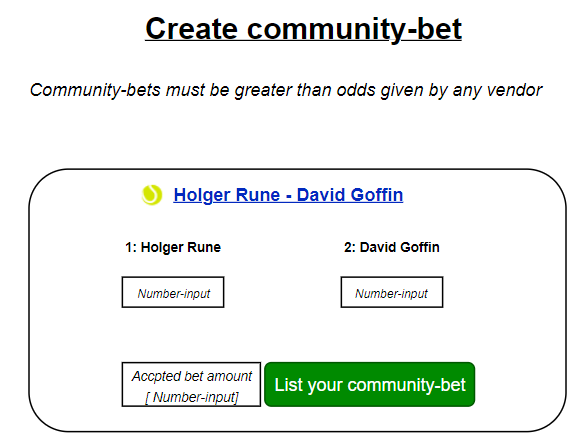 Create community-bet
Community-bets must be greater than odds given by any vendor
Holger Rune - David Goffin
1: Holger Rune
2: David Goffin
Number-input
Number-input
Accpted bet amount
[ Number-input]
List your community-bet